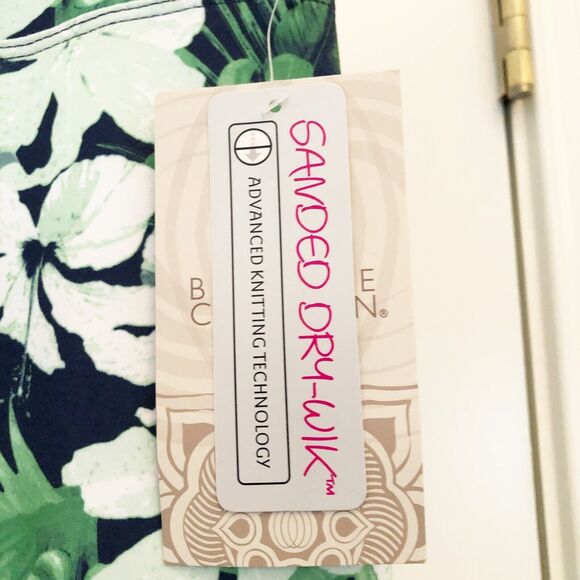 SANDED DRY-WIK™
ADVANCED KNITTING TECHNOLOGY